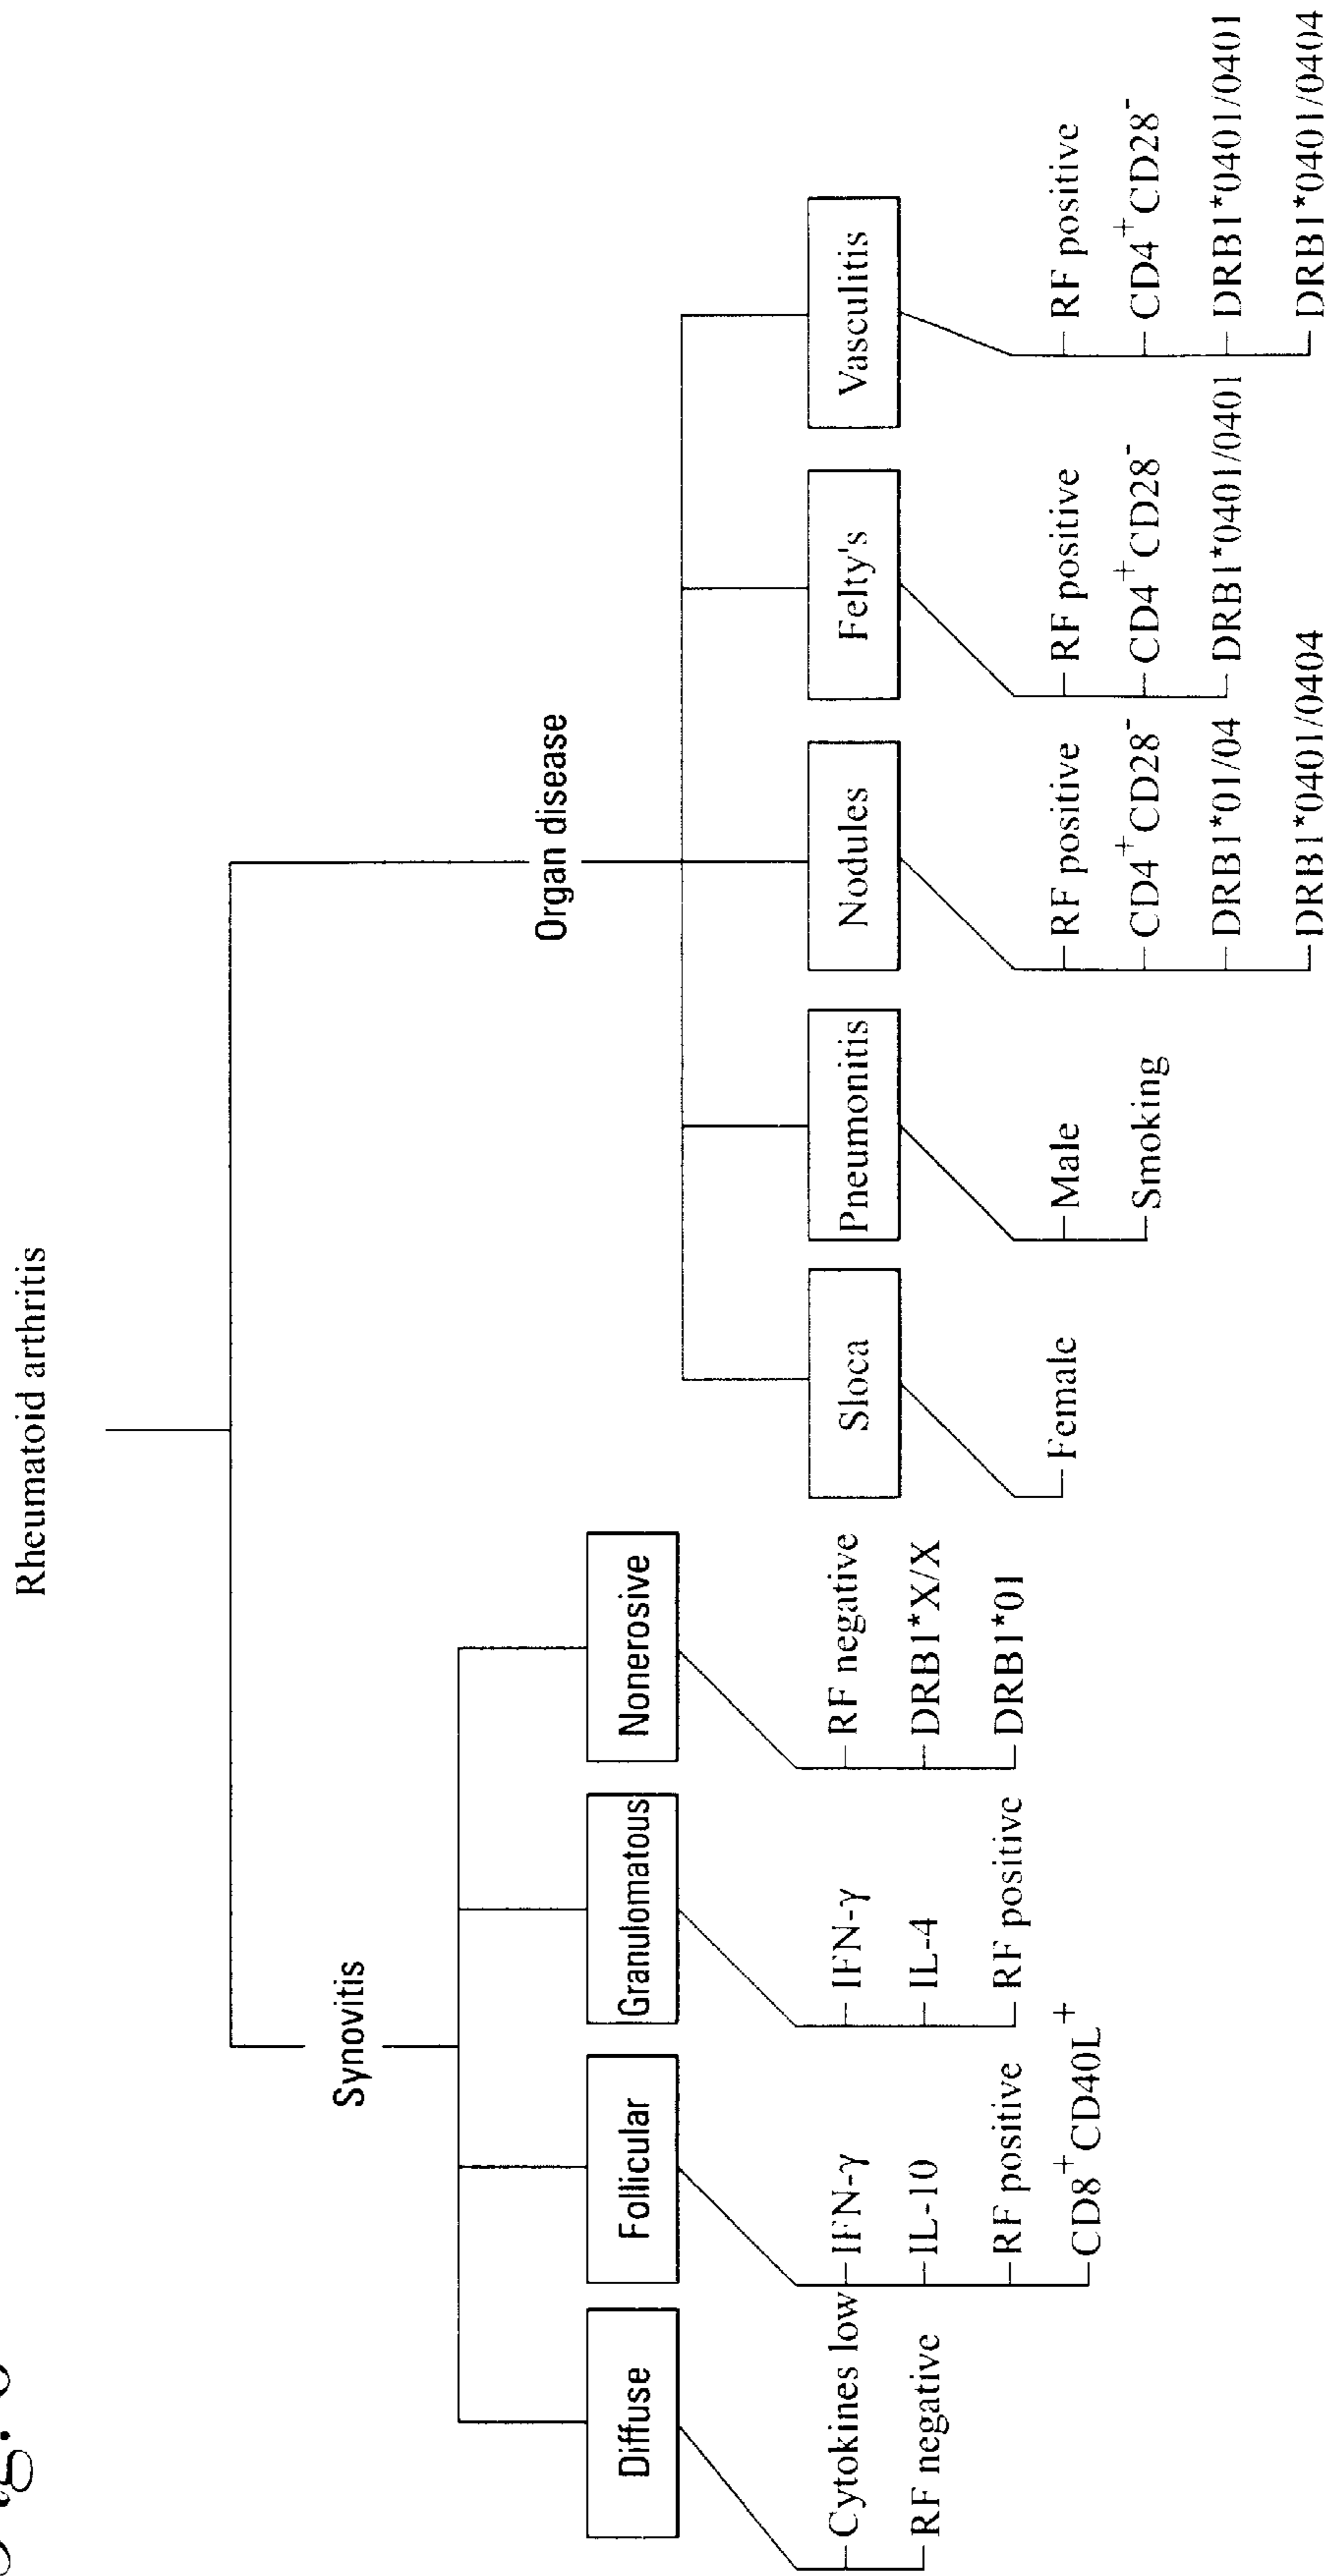 Rheumatoid arthritis
Synovitis
Organ disease
Diffuse
Cytokines low
RF negative
Follicular
IFN-γ
IL-10
RF positive
CD8⁺CD40L⁺
Granulomatous
IFN-γ
IL-4
RF positive
Nonerosive
RF negative
DRB1*X/X
DRB1*01
Sloca
Female
Pneumonitis
Male
Smoking
Nodules
RF positive
CD4⁺CD28⁻
DRB1*01/04
DRB1*0401/0404
Felty's
RF positive
CD4⁺CD28⁻
DRB1*0401/0401
Vasculitis
RF positive
CD4⁺CD28⁻
DRB1*0401/0401
DRB1*0401/0404